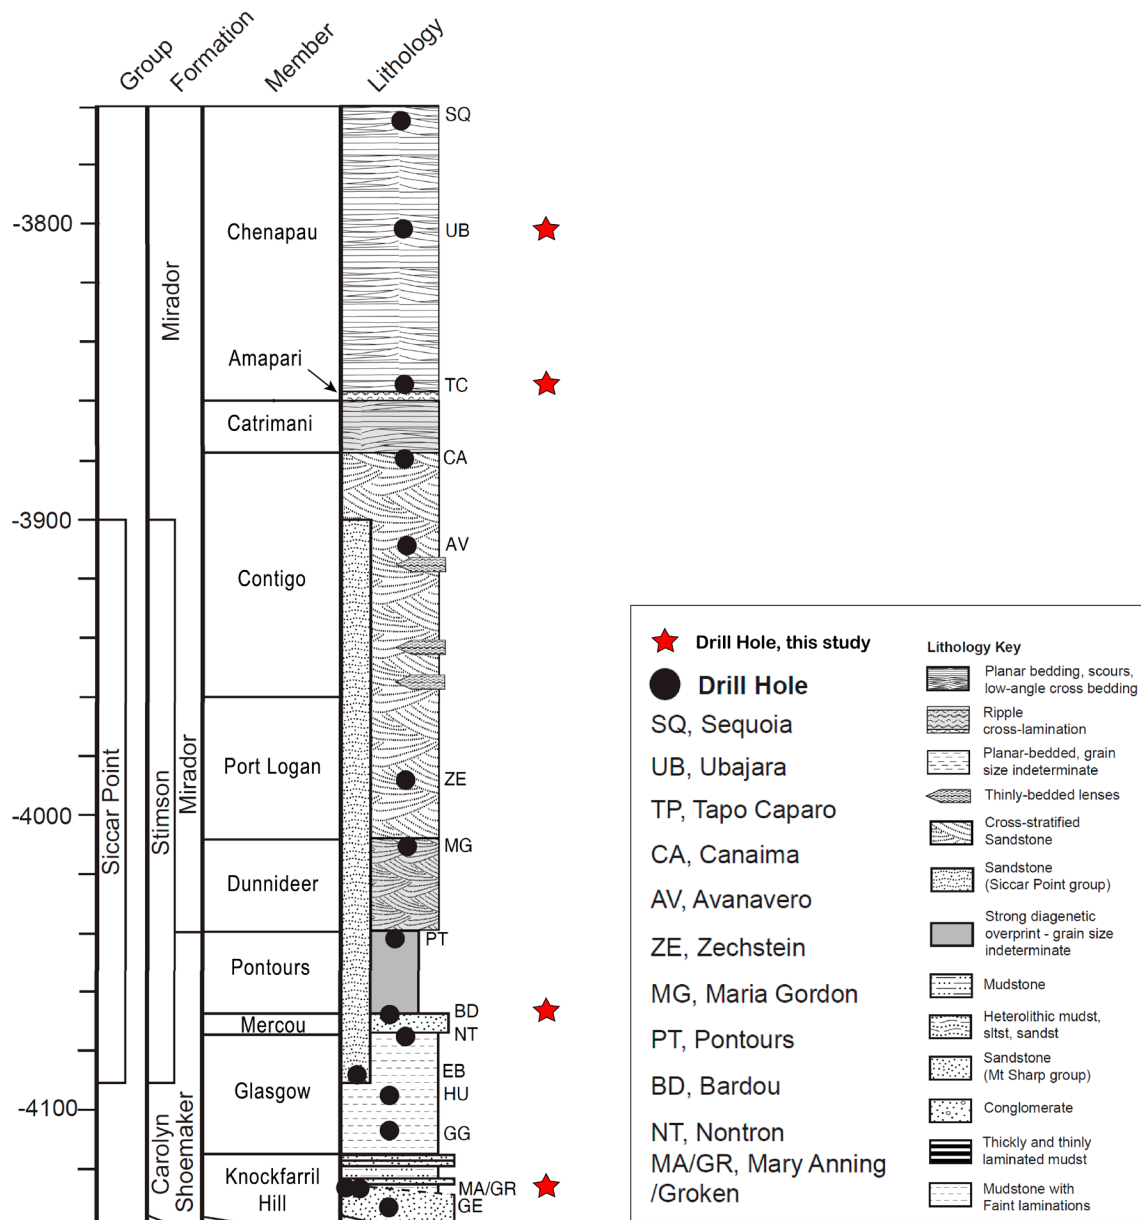 Group
Formation
Member
Lithology
-3800
-3900
-4000
-4100
Siccar Point
Stimson
Mirador
Mirador
Carolyn
Shoemaker
Chenapau
Amapari
Catrimani
Contigo
Port Logan
Dunnideer
Pontours
Mercou
Glasgow
Knockfarril
Hill
SQ
UB
TC
CA
AV
ZE
MG
PT
BD
NT
EB
HU
GG
MA/GR
GE
Drill Hole, this study
Drill Hole
SQ, Sequoia
UB, Ubajara
TP, Tapo Caparo
CA, Canaima
AV, Avanavero
ZE, Zechstein
MG, Maria Gordon
PT, Pontours
BD, Bardou
NT, Nontron
MA/GR, Mary Anning
/Groken
Lithology Key
Planar bedding, scours,
low-angle cross bedding
Ripple
cross-lamination
Planar-bedded, grain
size indeterminate
Thinly-bedded lenses
Cross-stratified
Sandstone
Sandstone
(Siccar Point group)
Strong diagenetic
overprint - grain size
indeterminate
Mudstone
Heterolithic mudst,
sltst, sandst
Sandstone
(Mt Sharp group)
Conglomerate
Thickly and thinly
laminated mudst
Mudstone with
Faint laminations